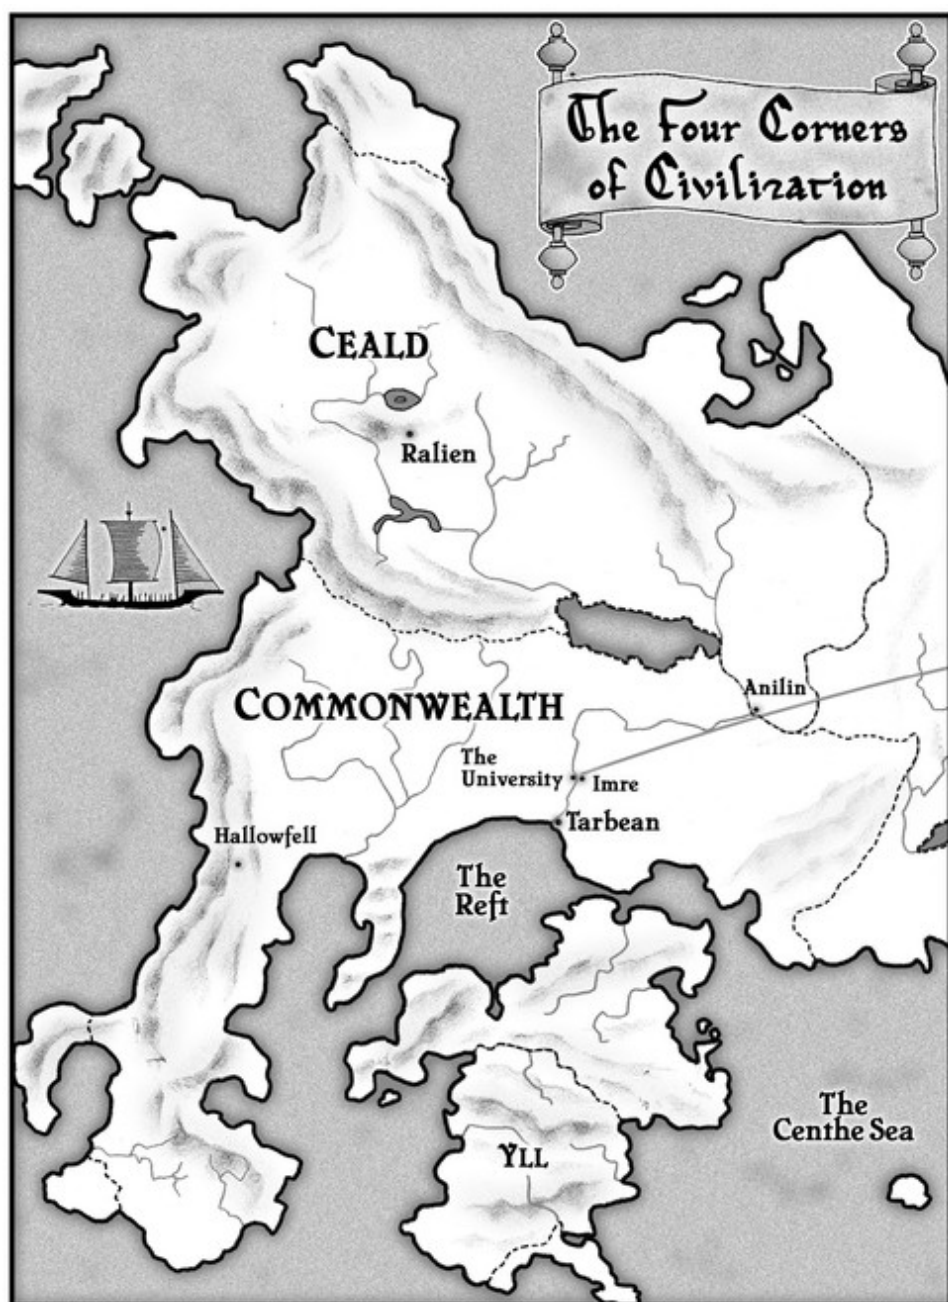 The Four Corners
of Civilization
CEALD
Ralien
COMMONWEALTH
Anilin
The
University
Imre
Tarbean
Hallowfell
The
Reft
The
Centhe Sea
YLL